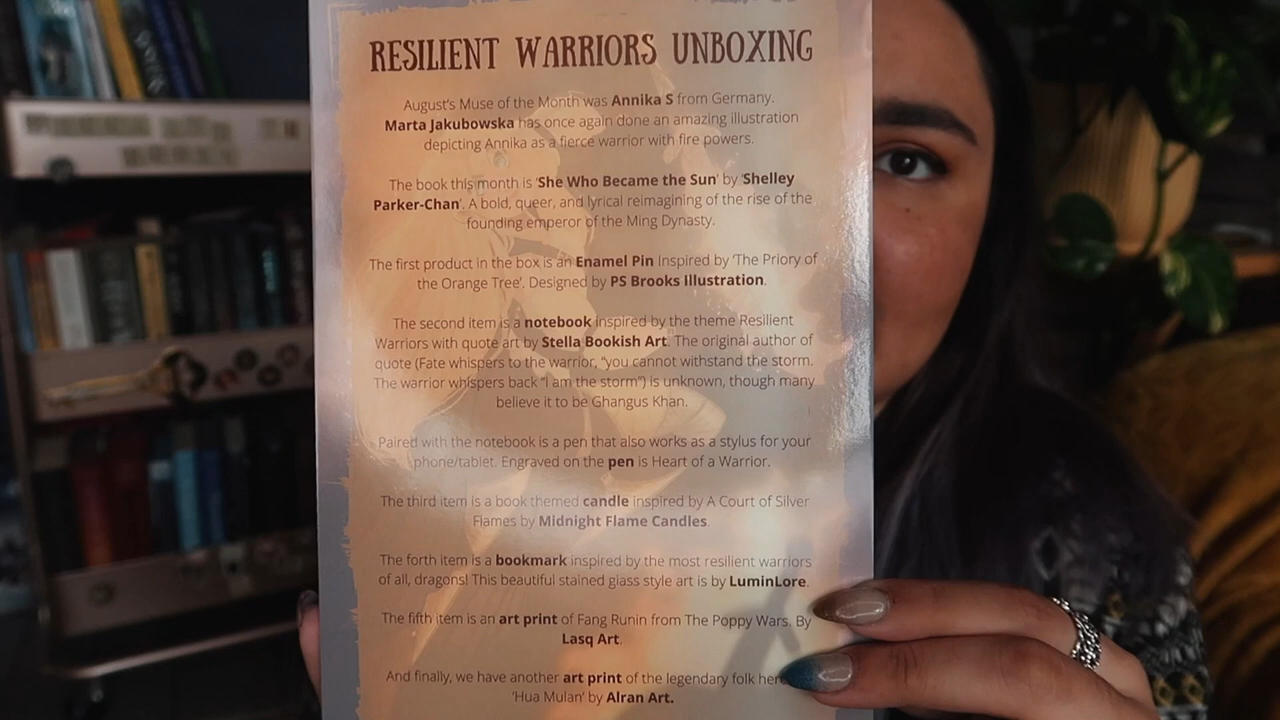 RESILIENT WARRIORS UNBOXING
August's Muse of the Month was Annika S from Germany.
Marta Jakubowska has once again done an amazing illustration
depicting Annika as a fierce warrior with fire powers.
The book this month is 'She Who Became the Sun' by 'Shelley
Parker-Chan'. A bold, queer, and lyrical reimagining of the rise of the
founding emperor of the Ming Dynasty.
The first product in the box is an Enamel Pin Inspired by 'The Priory of
the Orange Tree'. Designed by PS Brooks Illustration.
The second item is a notebook inspired by the theme Resilient
Warriors with quote art by Stella Bookish Art. The original author of
quote (Fate whispers to the warrior, "you cannot withstand the storm.
The warrior whispers back "I am the storm") is unknown, though many
believe it to be Ghangus Khan.
Paired with the notebook is a pen that also works as a stylus for your
phone/tablet. Engraved on the pen is Heart of a Warrior.
The third item is a book themed candle inspired by A Court of Silver
Flames by Midnight Flame Candles.
The forth item is a bookmark inspired by the most resilient warriors
of all, dragons! This beautiful stained glass style art is by LuminLore.
The fifth item is an art print of Fang Runin from The Poppy Wars. By
Lasq Art.
And finally, we have another art print of the legendary folk
'Hua Mulan' by Alran Art.